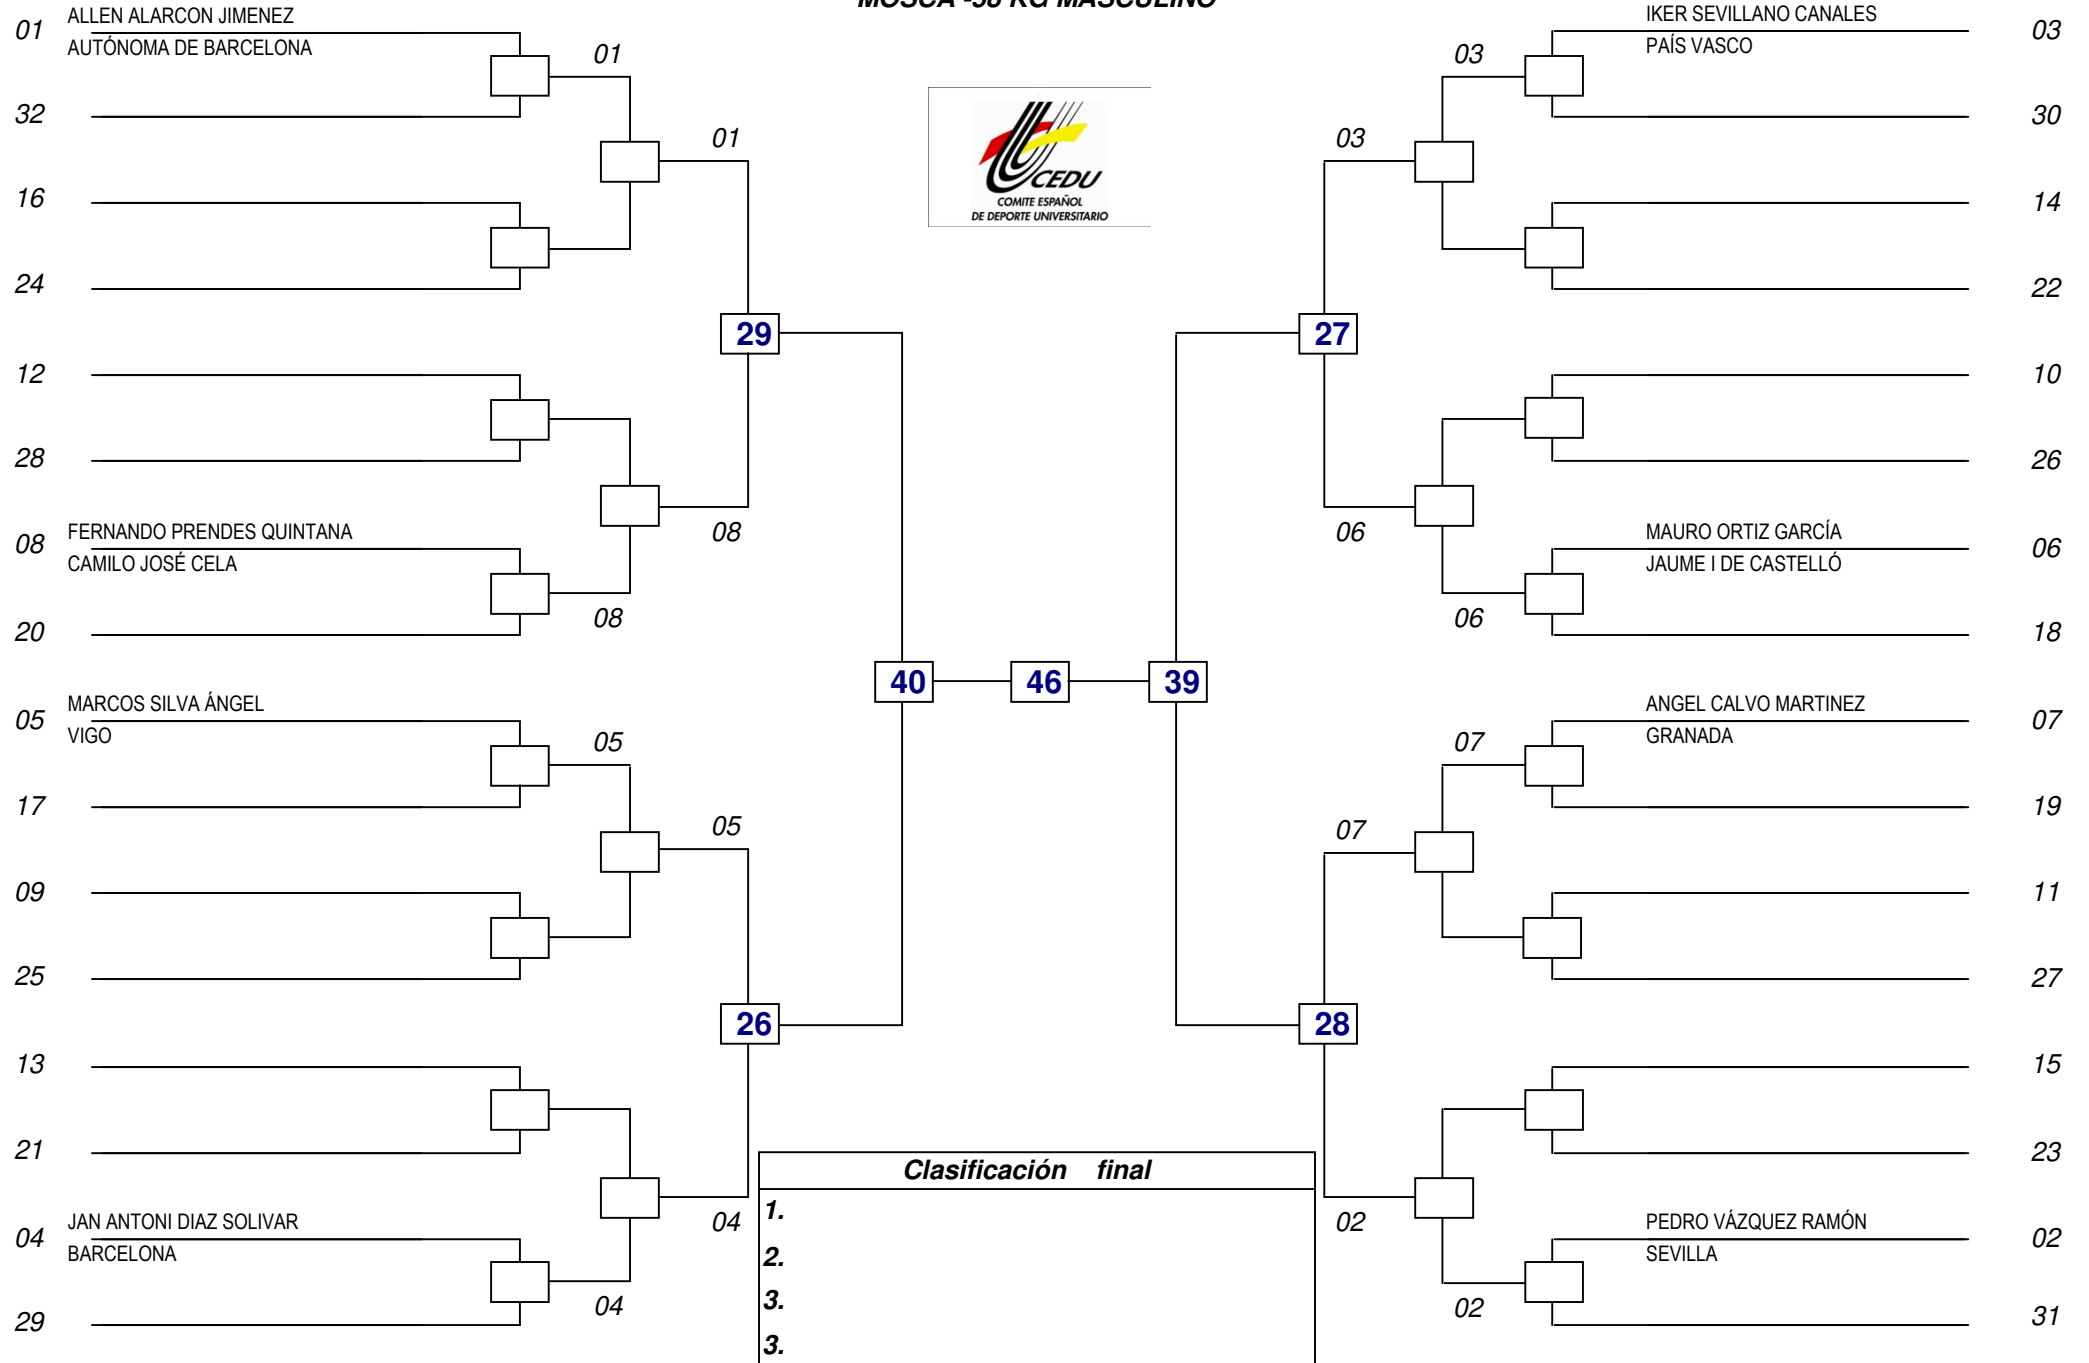 MOSCA -58 KG MASCULINO
01
ALLEN ALARCON JIMENEZ
AUTÓNOMA DE BARCELONA
01
32
01
16
24
29
12
28
08
FERNANDO PRENDES QUINTANA
CAMILO JOSÉ CELA
08
08
20
05
MARCOS SILVA ÁNGEL
VIGO
05
17
05
09
25
26
13
21
04
JAN ANTONI DIAZ SOLIVAR
BARCELONA
04
04
29
CEDU
COMITE ESPAÑOL
DE DEPORTE UNIVERSITARIO
40
46
39
IKER SEVILLANO CANALES
PAÍS VASCO
03
03
30
03
14
22
27
10
26
06
MAURO ORTIZ GARCÍA
JAUME I DE CASTELLÓ
06
06
18
ANGEL CALVO MARTINEZ
GRANADA
07
07
19
07
11
27
28
15
23
02
PEDRO VÁZQUEZ RAMÓN
SEVILLA
02
02
31
Clasificación final
1.
2.
3.
3.